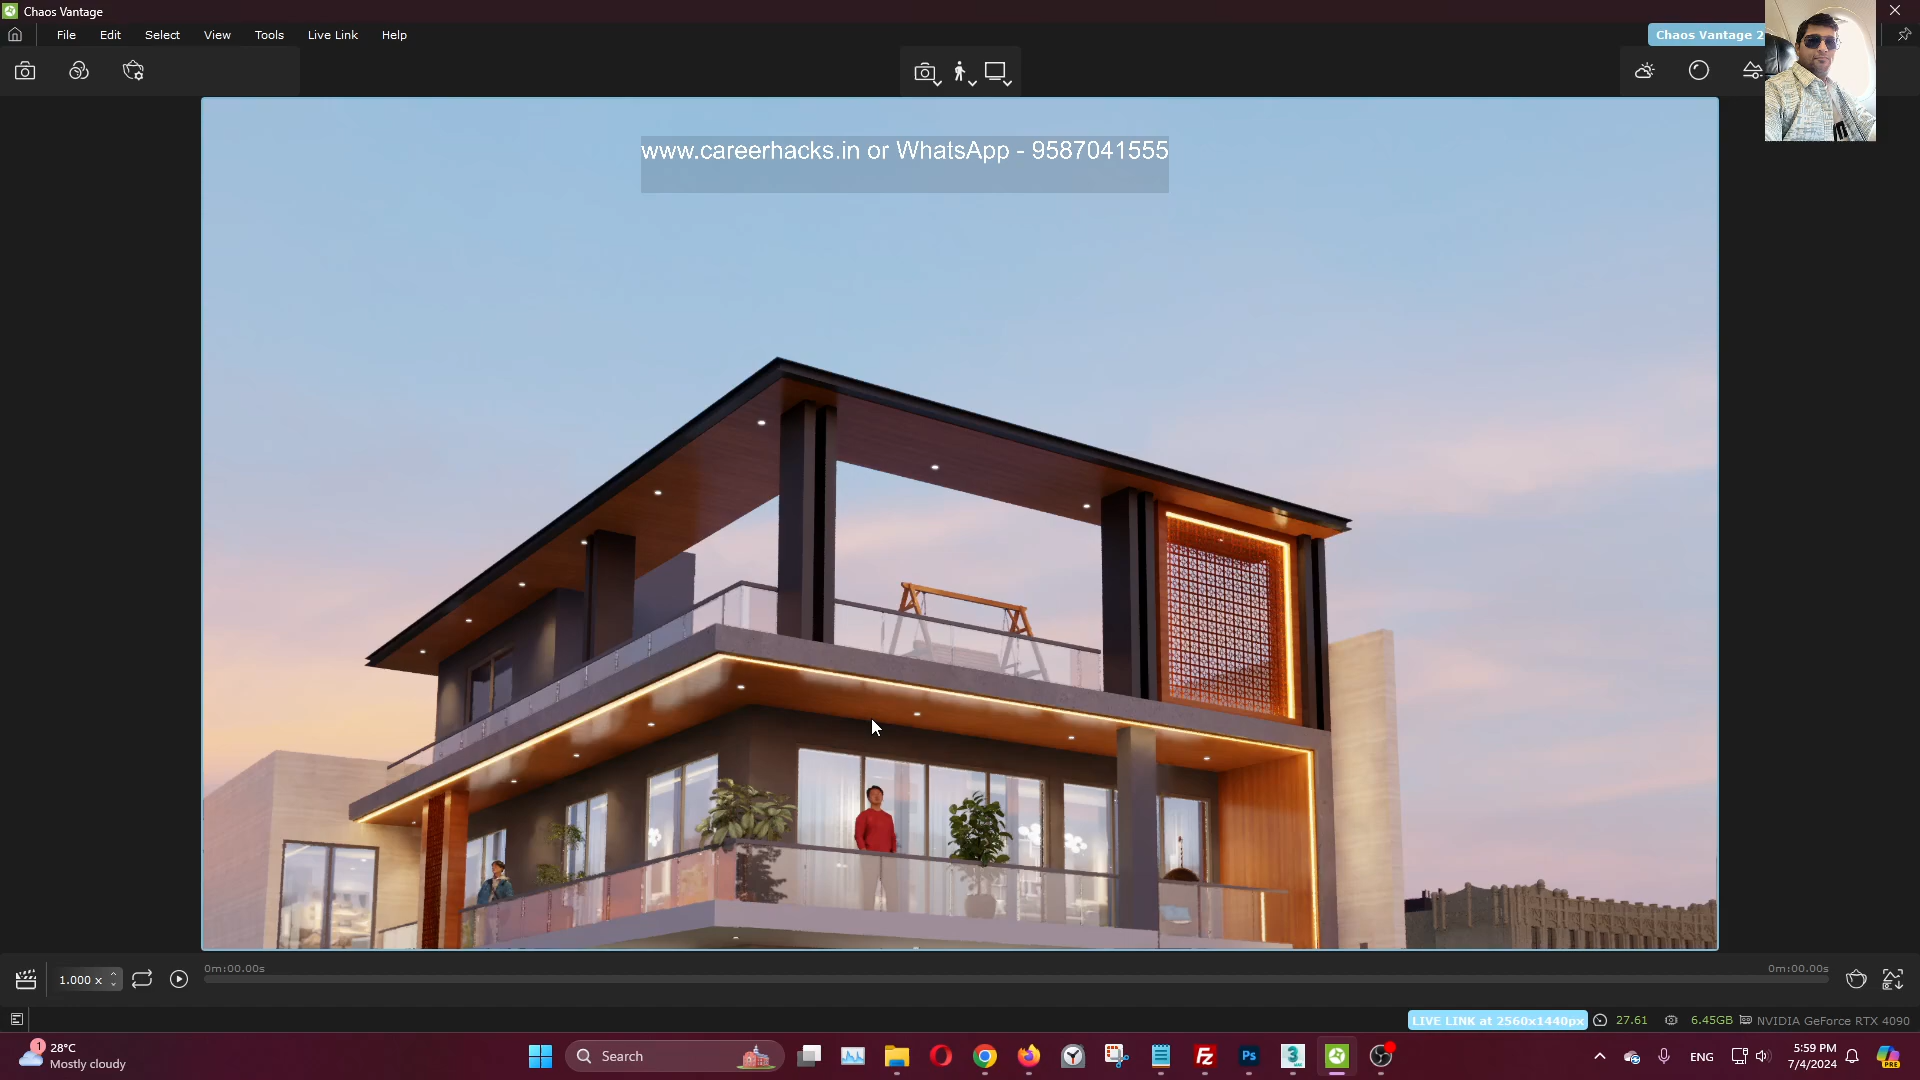 Chaos Vantage
File Edit Select View Tools Live Link Help
Chaos Vantage 2
www.careerhacks.in or WhatsApp - 9587041555
1.000 x
0m:00.00s
0m:00.00s
LIVE LINK at 2560x1440px 27.61 6.45GB NVIDIA GeForce RTX 4090
1
28°C
Mostly cloudy
Search
ENG
5:59 PM
7/4/2024
PRE